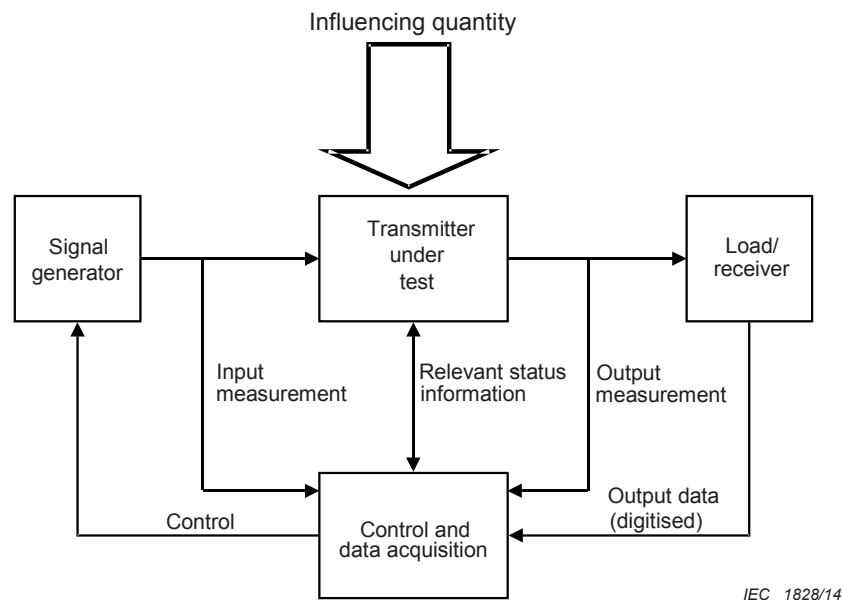 Influencing quantity
Signal
generator
Transmitter
under
test
Load/
receiver
Input
measurement
Relevant status
information
Output
measurement
Control
Control and
data acquisition
Output data
(digitised)
IEC 1828/14